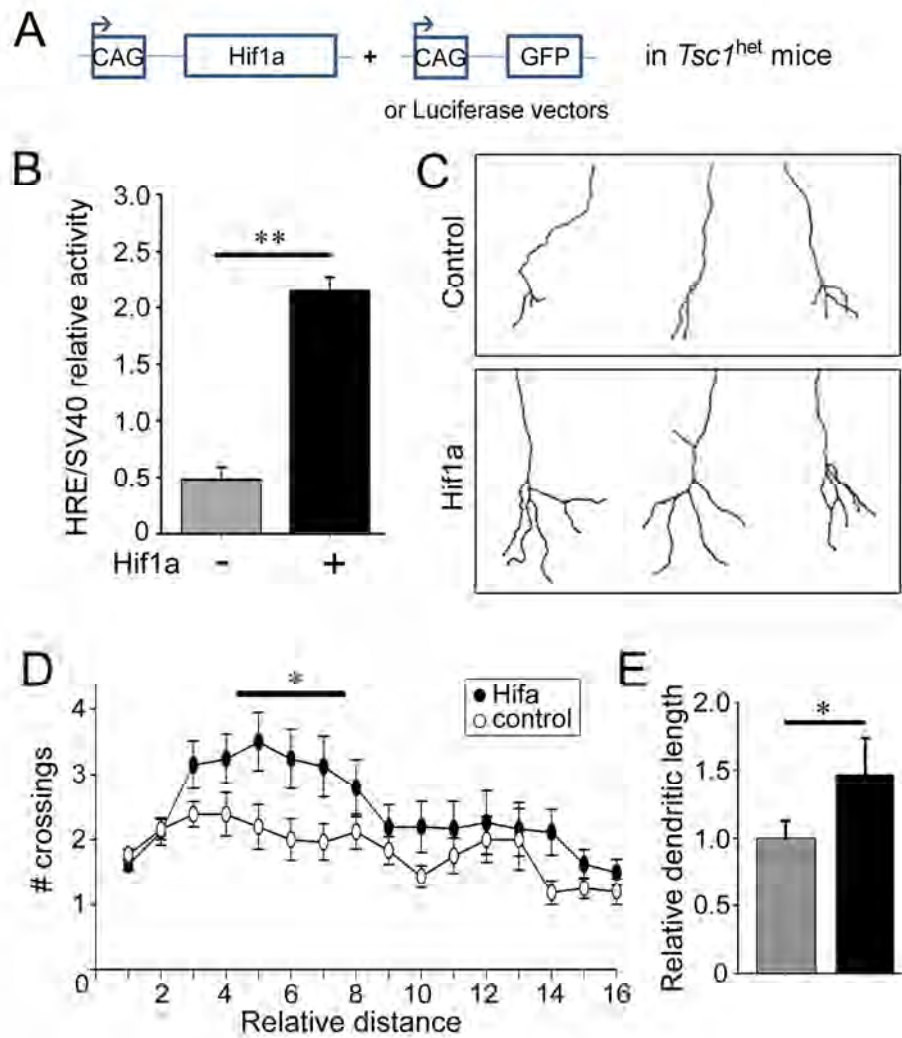 A
CAG Hif1a + CAG GFP in Tsc1het mice
or Luciferase vectors
B
HRE/SV40 relative activity
3.0
2.5
2.0
1.5
1.0
0.5
0
**
Hif1a - +
C
Control
Hif1a
D
# crossings
4
3
2
1
0
*
Hifa
control
2 4 6 8 10 12 14 16
Relative distance
E
Relative dendritic length
2.0
1.5
1.0
0.5
0
*